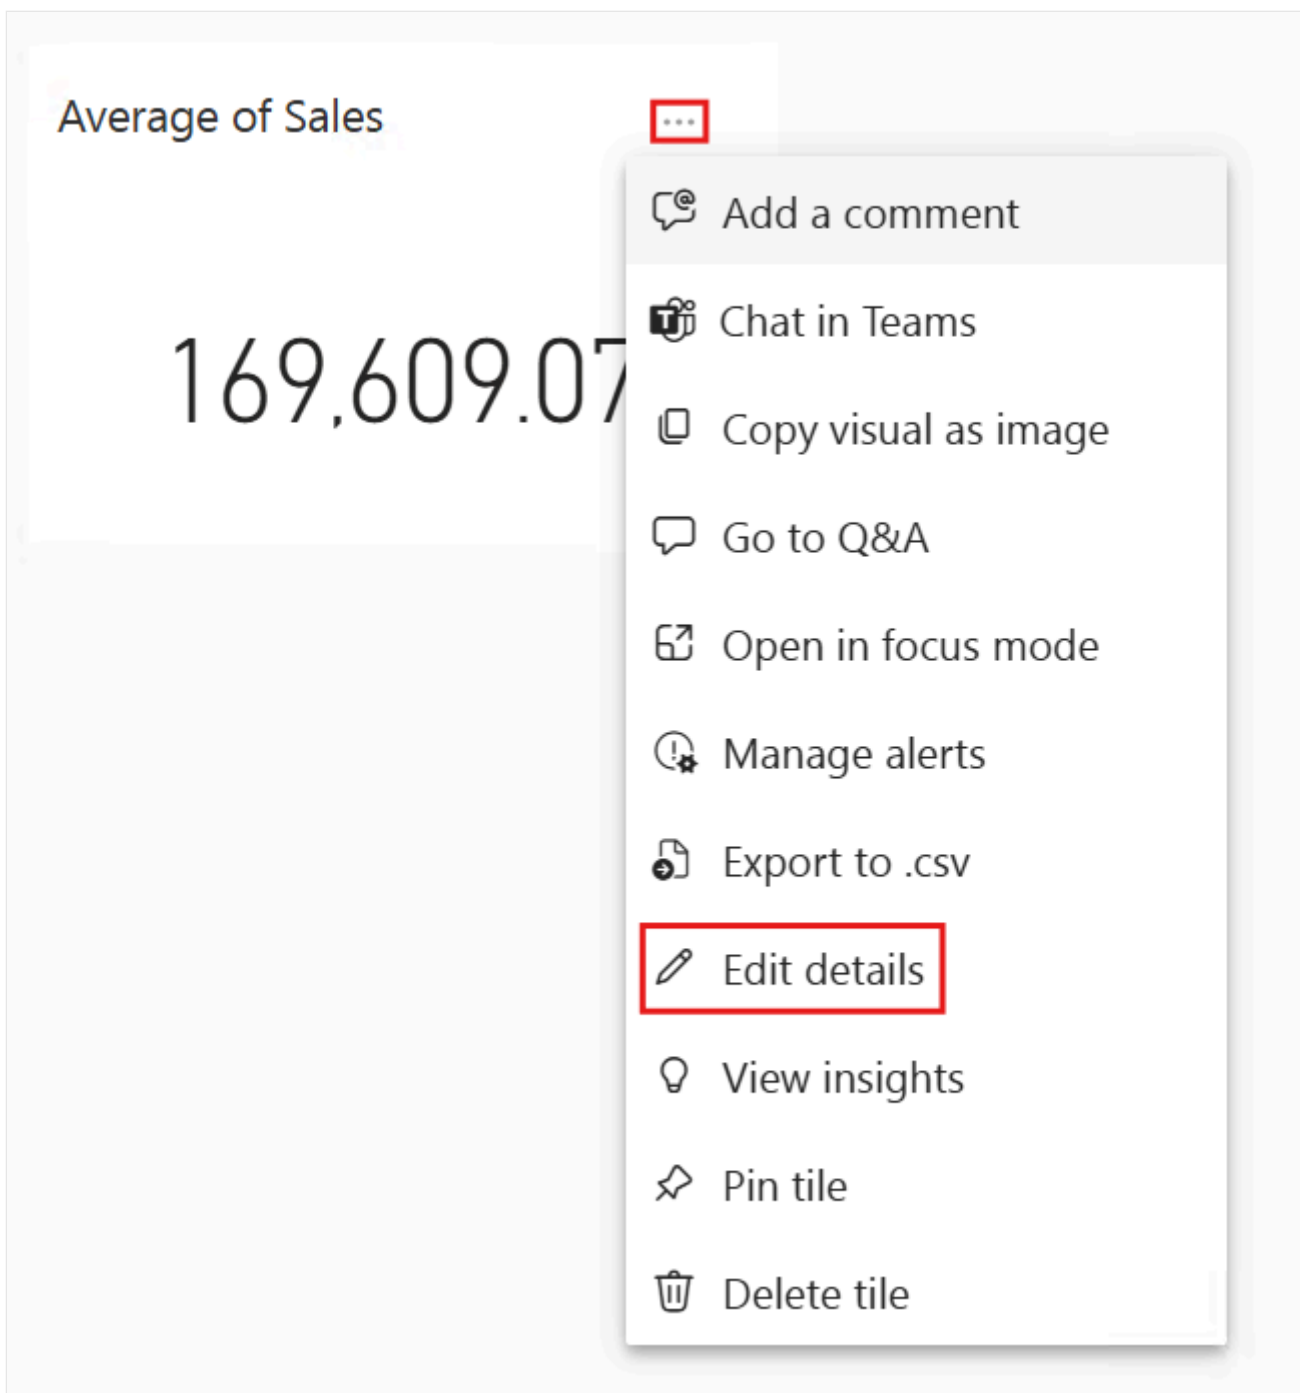 Average of Sales
...
169,609.07
Add a comment
Chat in Teams
Copy visual as image
Go to Q&A
Open in focus mode
Manage alerts
Export to .csv
Edit details
View insights
Pin tile
Delete tile